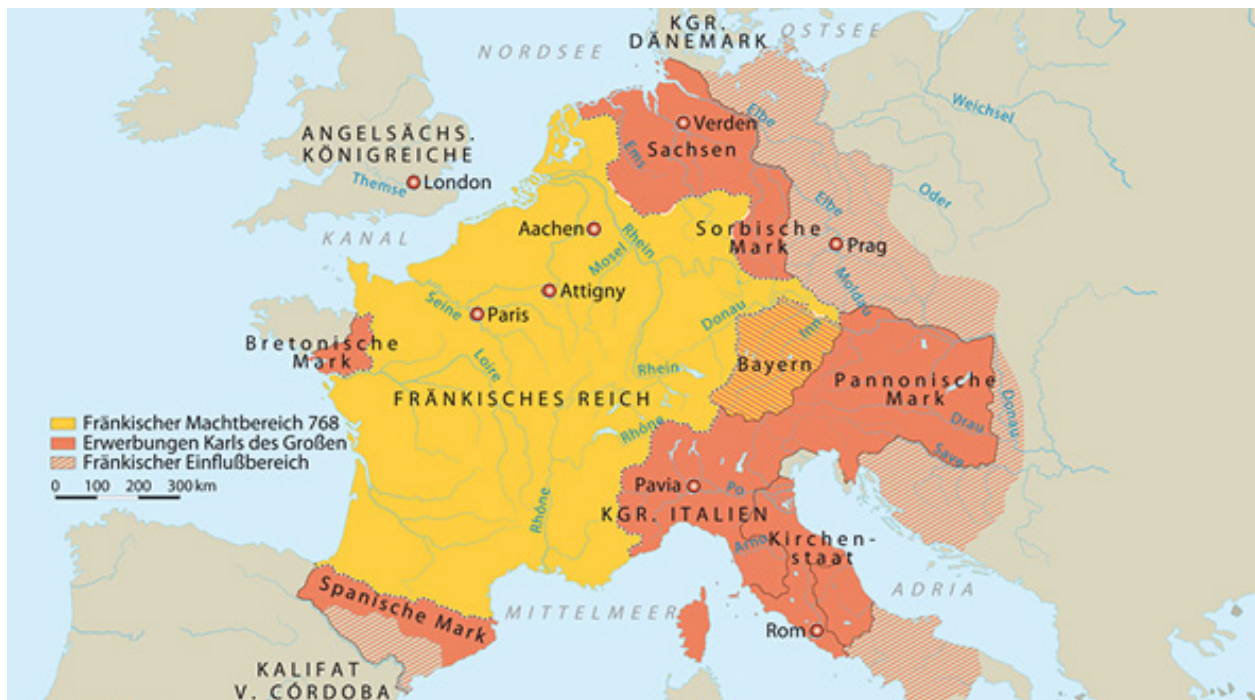 KGR.
DÄNEMARK
OSTSEE
NORDSEE
Elbe
Weichsel
Verden
ANGELSÄCHS.
KÖNIGREICHE
Ems
Sachsen
Themse
London
Elbe
Oder
KANAL
Aachen
Rhein
Sorbische
Mark
Prag
Mosel
Attigny
Moldau
Seine
Paris
Donau
Inn
Bretonische
Mark
Loire
Rhein
Bayern
Pannonische
Mark
Donau
FRÄNKISCHES REICH
Fränkischer Machtbereich 768
Erwerbungen Karls des Großen
Fränkischer Einflußbereich
0 100 200 300 km
Rhône
Drau
Save
Pavia
Po
Rhône
KGR. ITALIEN
Arno
Kirchen-
staat
Spanische Mark
MITTELMEER
ADRIA
Rom
KALIFAT
V. CÓRDOBA